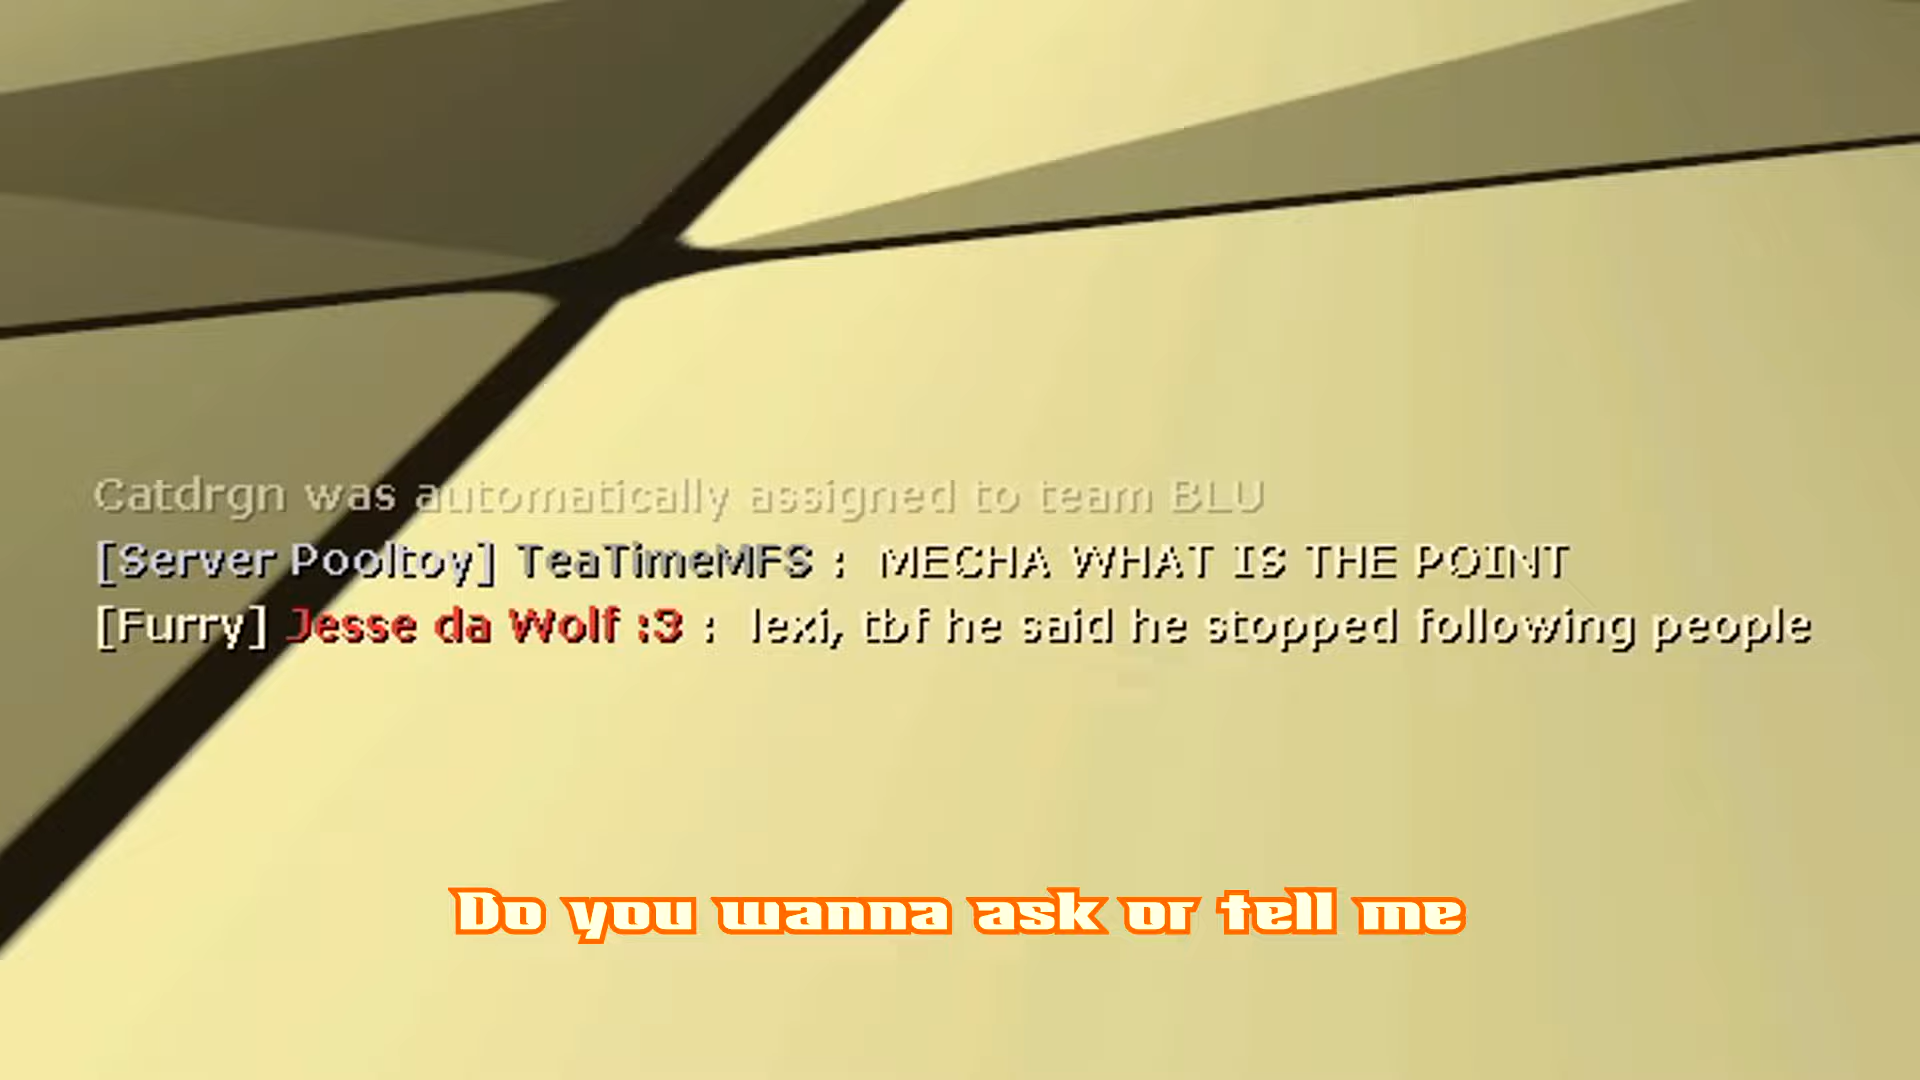 Catdrgn was automatically assigned to team BLU
[Server Pooltoy] TeaTimeMFS :  MECHA WHAT IS THE POINT
[Furry] Jesse da Wolf :3 :  lexi, tbf he said he stopped following people
Do you wanna ask or tell me